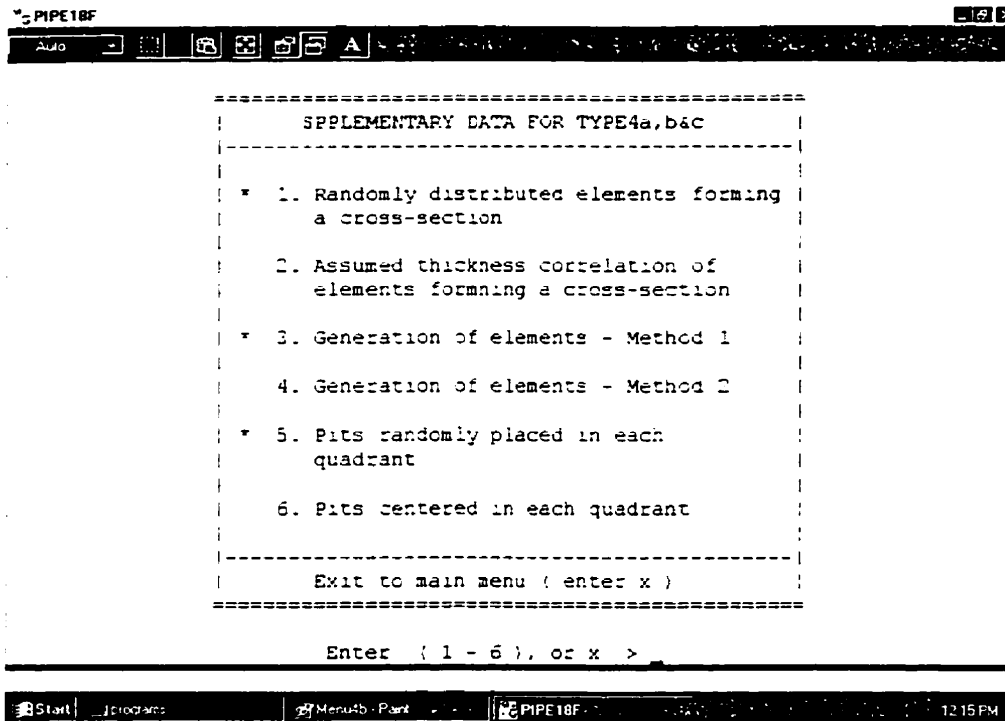 PIPE18F
Auto A
SPPLEMENTARY DATA FOR TYPE4a,b&c
* 1. Randomly distributed elements forming
a cross-section
2. Assumed thickness correlation of
elements formning a cross-section
* 3. Generation of elements - Method 1
4. Generation of elements - Method 2
* 5. Pits randomly placed in each
quadrant
6. Pits centered in each quadrant
Exit to main menu ( enter x )
Enter ( 1 - 6 ), or x > _
Start programs Menu4b - Paint PIPE18F 12:15 PM